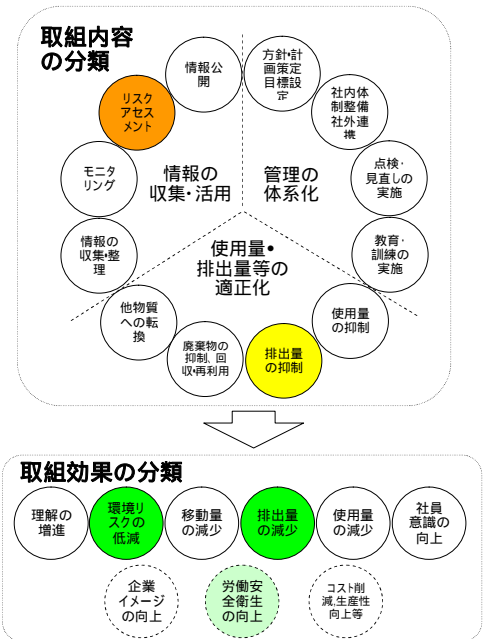 取組内容
の分類
情報公
開
方針・計
画策定
目標設
定
リスク
アセス
メント
社内体
制整備
社外連
携
モニタ
リング
情報の
収集・活用
管理の
体系化
点検・
見直しの
実施
情報の
収集・整
理
使用量・
排出量等の
適正化
教育・
訓練の
実施
他物質
への転
換
廃棄物の
抑制、回
収・再利用
排出量
の抑制
使用量
の抑制
取組効果の分類
理解の
増進
環境リ
スクの
低減
移動量
の減少
排出量
の減少
使用量
の減少
社員
意識の
向上
企業
イメージ
の向上
労働安
全衛生
の向上
コスト削
減,生産性
向上等